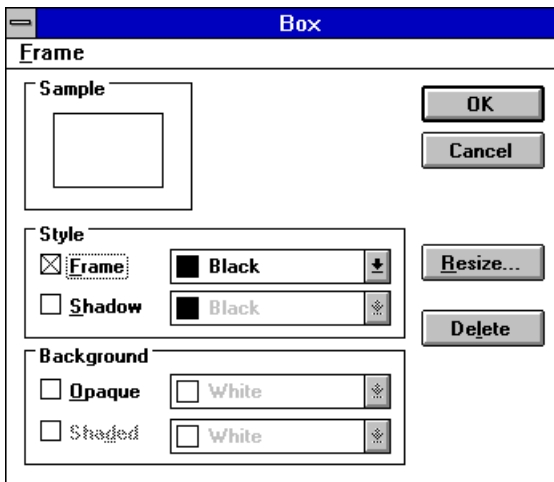 Box
Frame
Sample
OK
Cancel
Style
Frame Black
Resize...
Shadow Black
Delete
Background
Opaque White
Shaded White